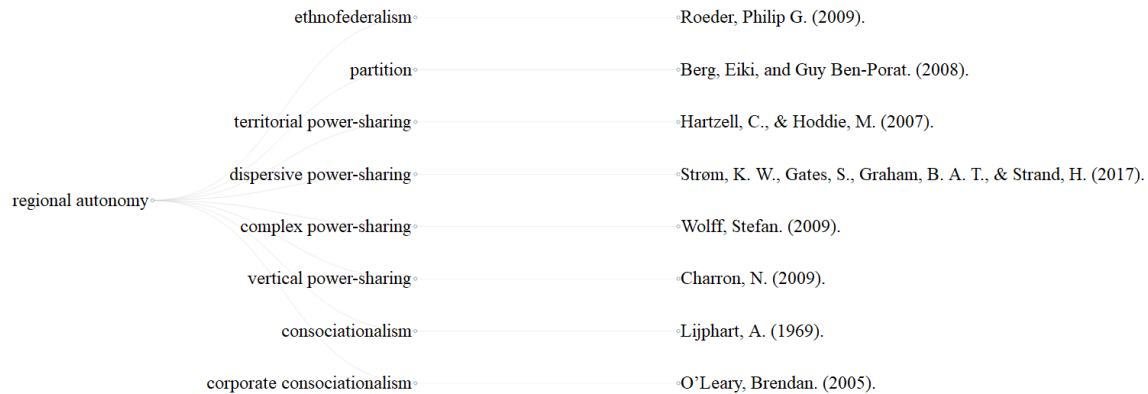 ethnofederalism Roeder, Philip G. (2009).
partition Berg, Eiki, and Guy Ben-Porat. (2008).
territorial power-sharing Hartzell, C., & Hoddie, M. (2007).
dispersive power-sharing Strøm, K. W., Gates, S., Graham, B. A. T., & Strand, H. (2017).
regional autonomy
complex power-sharing Wolff, Stefan. (2009).
vertical power-sharing Charron, N. (2009).
consociationalism Lijphart, A. (1969).
corporate consociationalism O’Leary, Brendan. (2005).